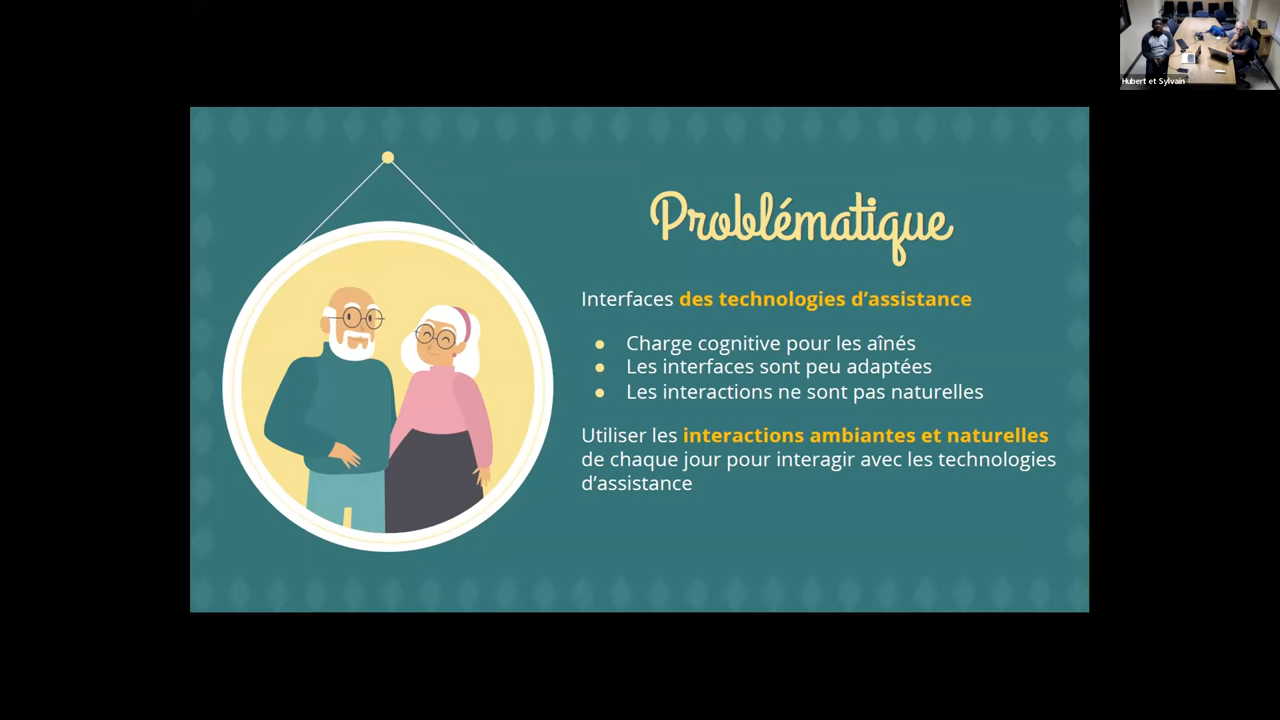 Hubert et Sylvain
Problématique
Interfaces des technologies d’assistance
● Charge cognitive pour les aînés
● Les interfaces sont peu adaptées
● Les interactions ne sont pas naturelles
Utiliser les interactions ambiantes et naturelles
de chaque jour pour interagir avec les technologies
d’assistance